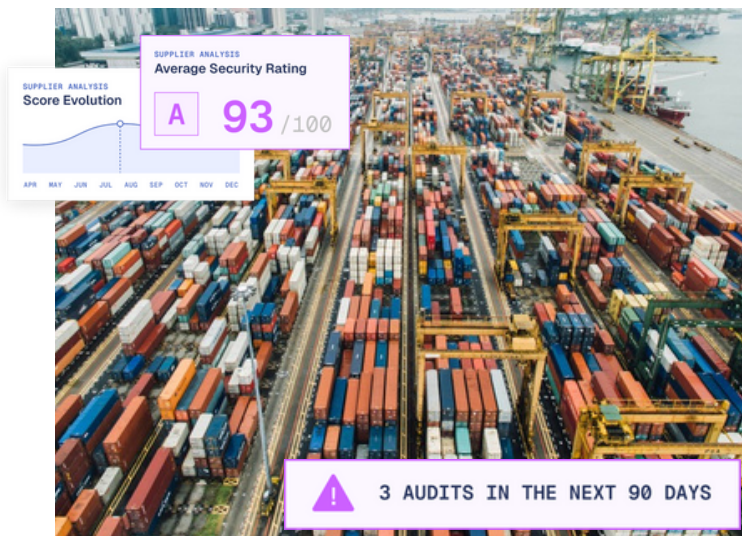 SUPPLIER ANALYSIS
Average Security Rating
A 93 /100
SUPPLIER ANALYSIS
Score Evolution
APR MAY JUN JUL AUG SEP OCT NOV DEC
3 AUDITS IN THE NEXT 90 DAYS